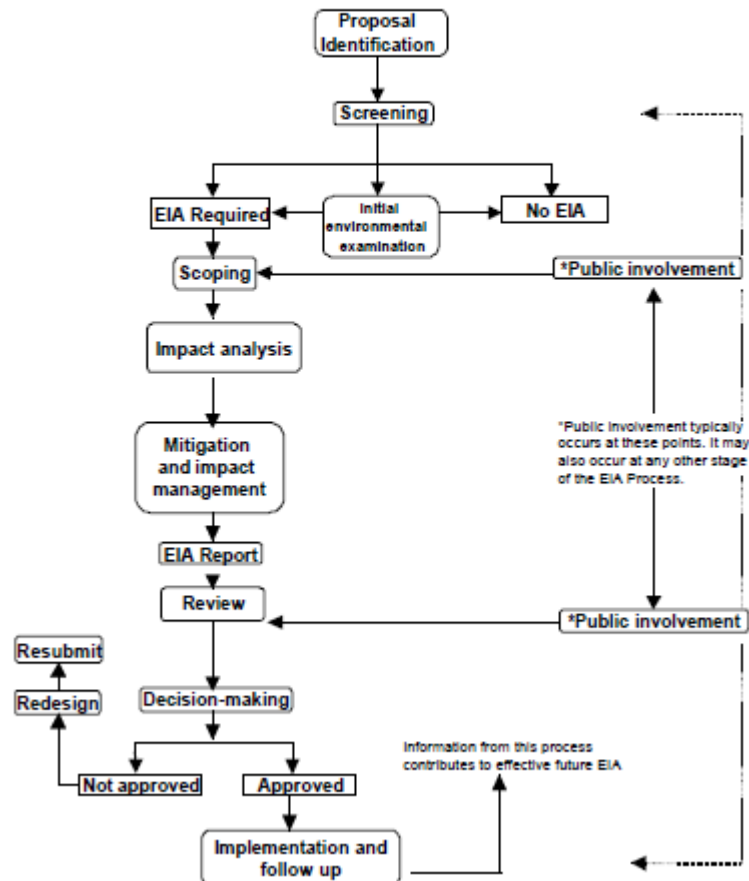 Proposal
Identification
Screening
EIA Required
Initial
environmental
examination
No EIA
Scoping
*Public involvement
Impact analysis
*Public Involvement typically
occurs at these points. It may
also occur at any other stage
of the EIA Process.
Mitigation
and impact
management
EIA Report
Review
*Public involvement
Resubmit
Redesign
Decision-making
Not approved
Approved
Information from this process
contributes to effective future EIA
Implementation and
follow up